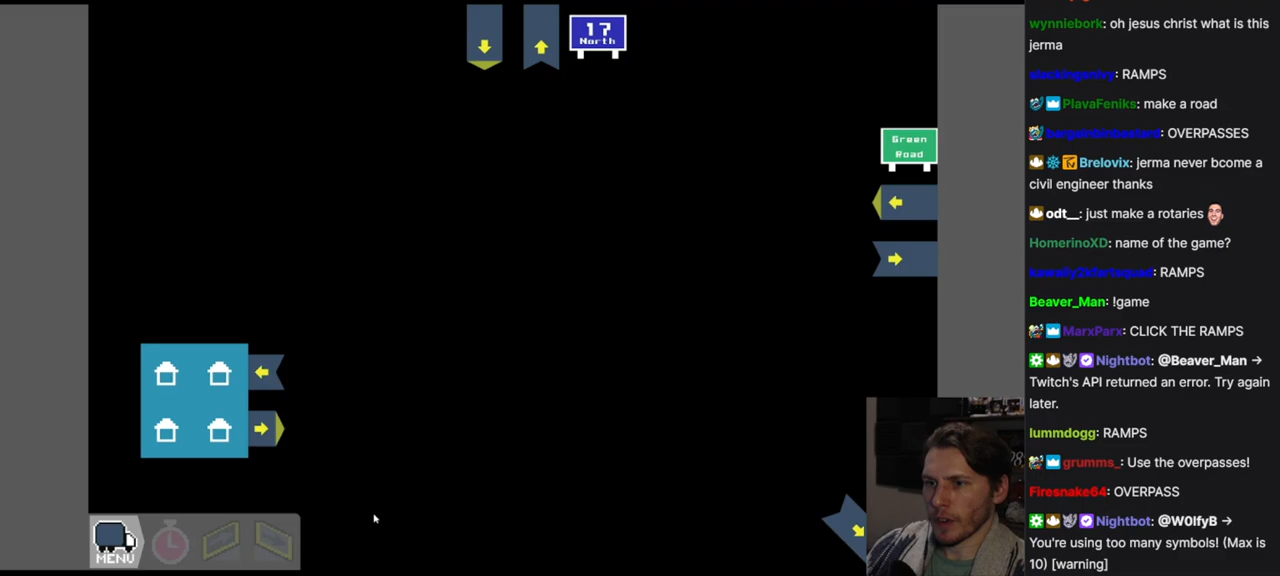 17
North
Green
Road
MENU
wynniebork: oh jesus christ what is this
jerma
RAMPS
PlavaFeniks: make a road
OVERPASSES
Brelovix: jerma never bcome a
civil engineer thanks
odt__: just make a rotaries
HomerinoXD: name of the game?
RAMPS
Beaver_Man: !game
MarxParx: CLICK THE RAMPS
Nightbot: @Beaver_Man →
Twitch's API returned an error. Try again
later.
lummdogg: RAMPS
grumms_: Use the overpasses!
Firesnake64: OVERPASS
Nightbot: @W0lfyB →
You're using too many symbols! (Max is
10) [warning]